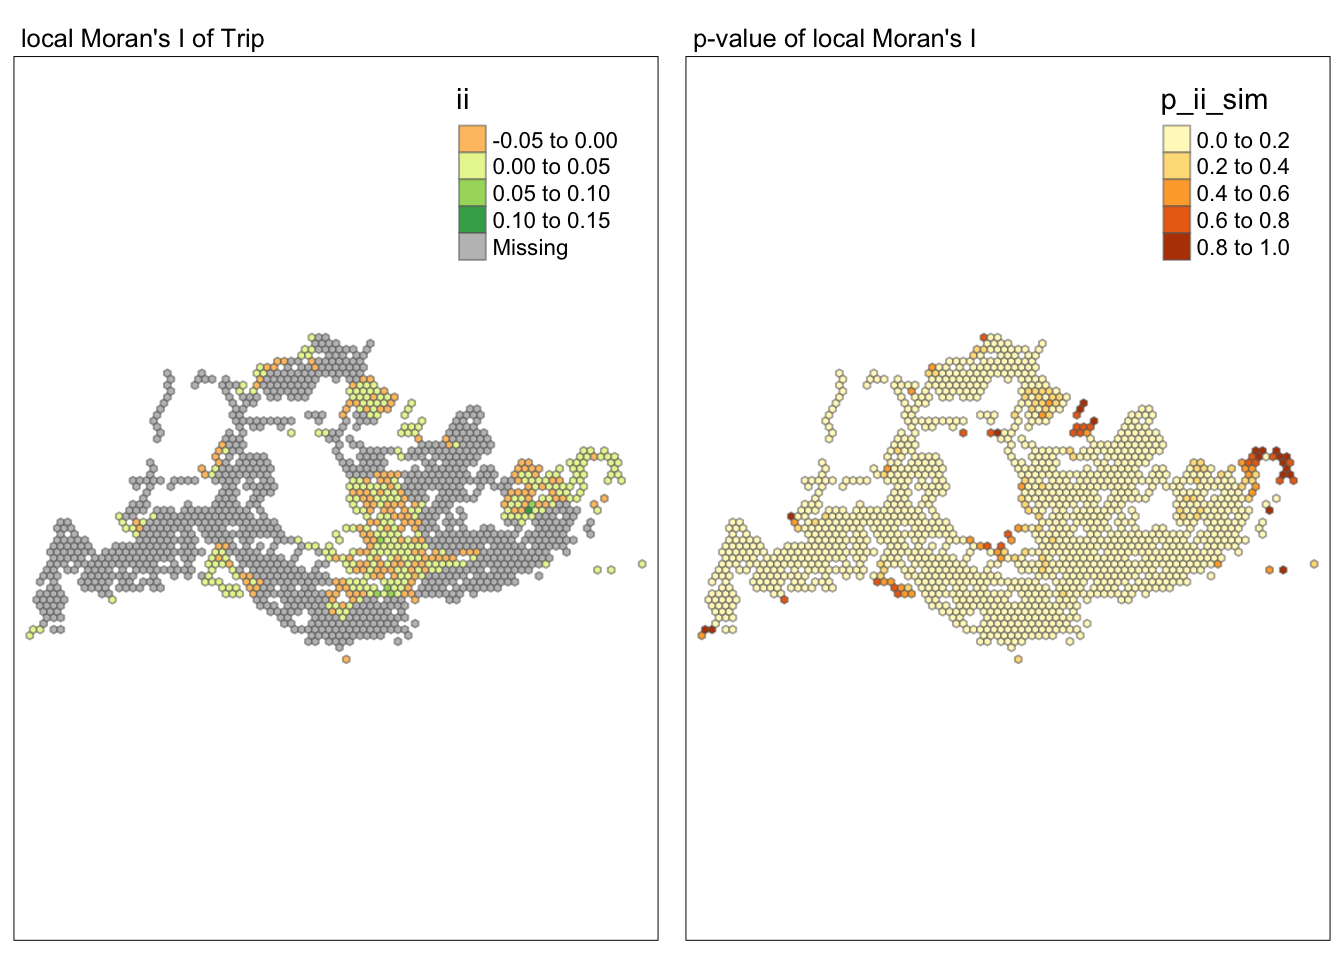 local Moran's I of Trip
ii
-0.05 to 0.00
0.00 to 0.05
0.05 to 0.10
0.10 to 0.15
Missing
p-value of local Moran's I
p_ii_sim
0.0 to 0.2
0.2 to 0.4
0.4 to 0.6
0.6 to 0.8
0.8 to 1.0